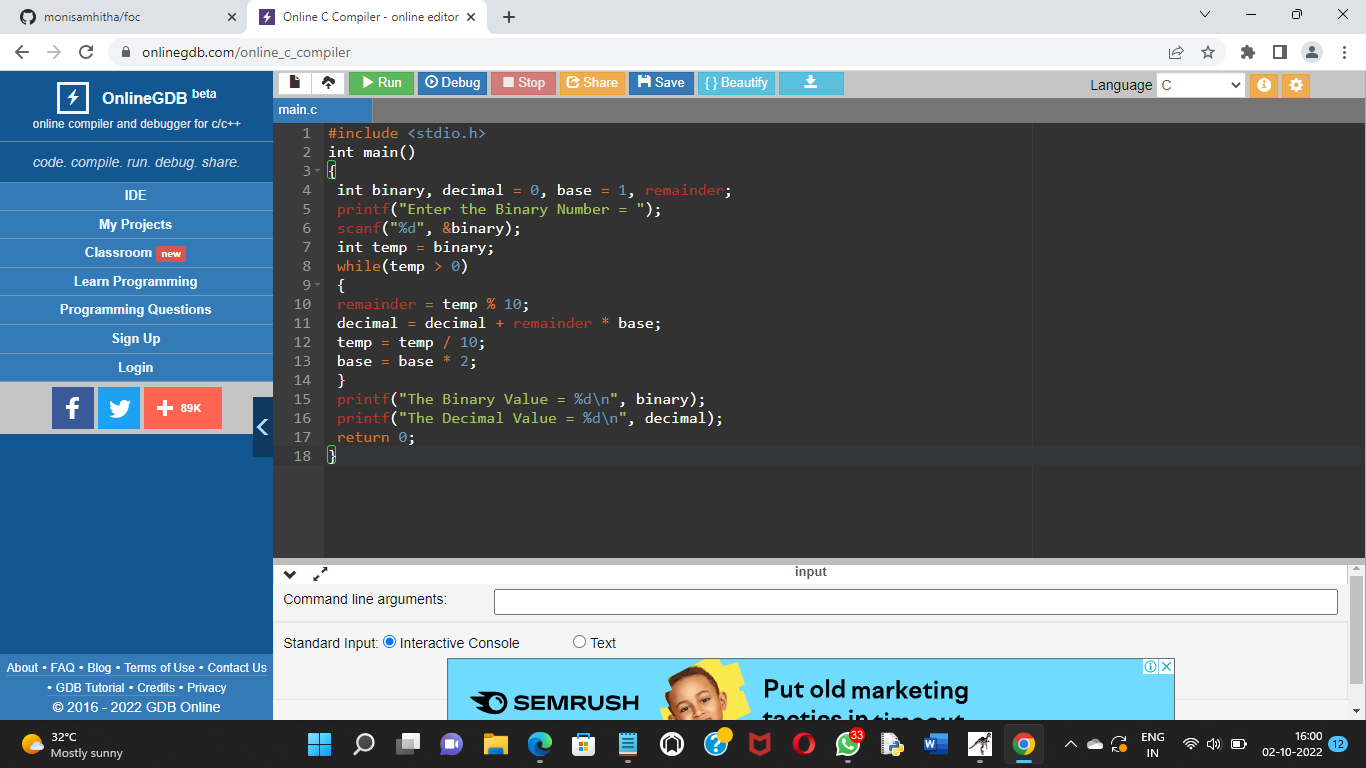 monisamhitha/foc
Online C Compiler - online editor
onlinegdb.com/online_c_compiler
OnlineGDB beta
online compiler and debugger for c/c++
code. compile. run. debug. share.
IDE
My Projects
Classroom new
Learn Programming
Programming Questions
Sign Up
Login
89K
About • FAQ • Blog • Terms of Use • Contact Us
• GDB Tutorial • Credits • Privacy
© 2016 - 2022 GDB Online
Run Debug Stop Share Save { } Beautify
Language C
main.c
1 #include <stdio.h>
2 int main()
3 {
4 int binary, decimal = 0, base = 1, remainder;
5 printf("Enter the Binary Number = ");
6 scanf("%d", &binary);
7 int temp = binary;
8 while(temp > 0)
9 {
10 remainder = temp % 10;
11 decimal = decimal + remainder * base;
12 temp = temp / 10;
13 base = base * 2;
14 }
15 printf("The Binary Value = %d\n", binary);
16 printf("The Decimal Value = %d\n", decimal);
17 return 0;
18 }
input
Command line arguments:
Standard Input: Interactive Console Text
SEMRUSH
Put old marketing
tactics in timeout
32°C
Mostly sunny
33
ENG
IN
16:00
02-10-2022
12